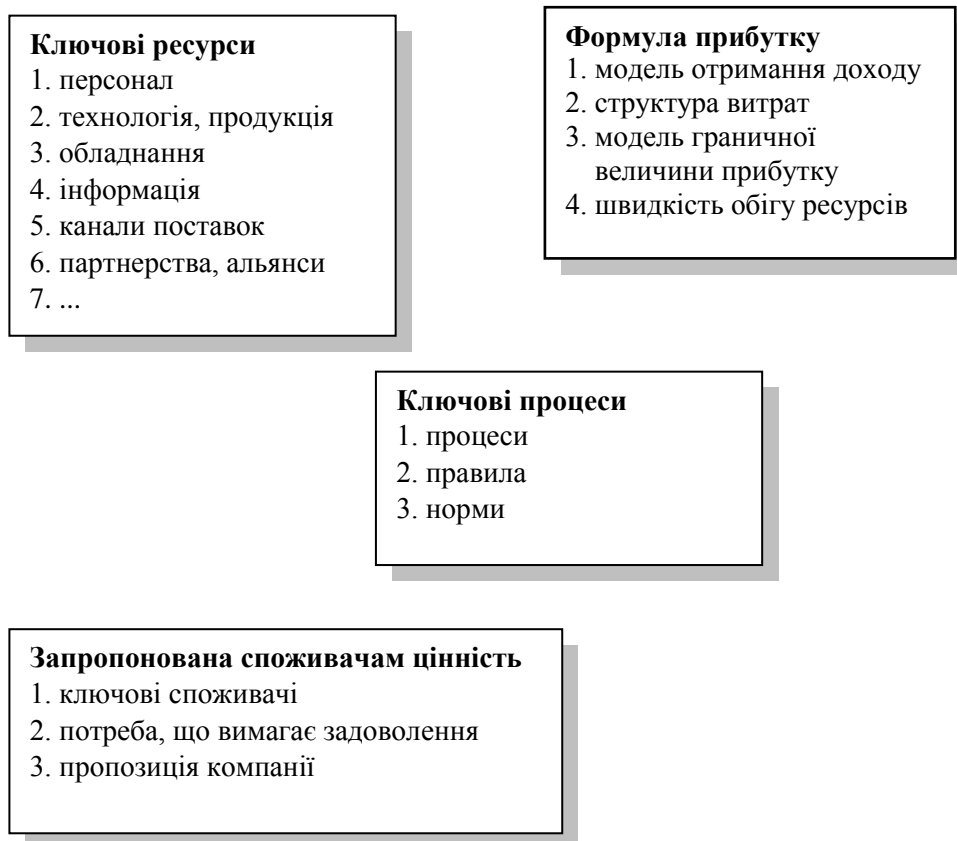 Ключові ресурси
1. персонал
2. технологія, продукція
3. обладнання
4. інформація
5. канали поставок
6. партнерства, альянси
7. ...
Формула прибутку
1. модель отримання доходу
2. структура витрат
3. модель граничної
величини прибутку
4. швидкість обігу ресурсів
Ключові процеси
1. процеси
2. правила
3. норми
Запропонована споживачам цінність
1. ключові споживачі
2. потреба, що вимагає задоволення
3. пропозиція компанії